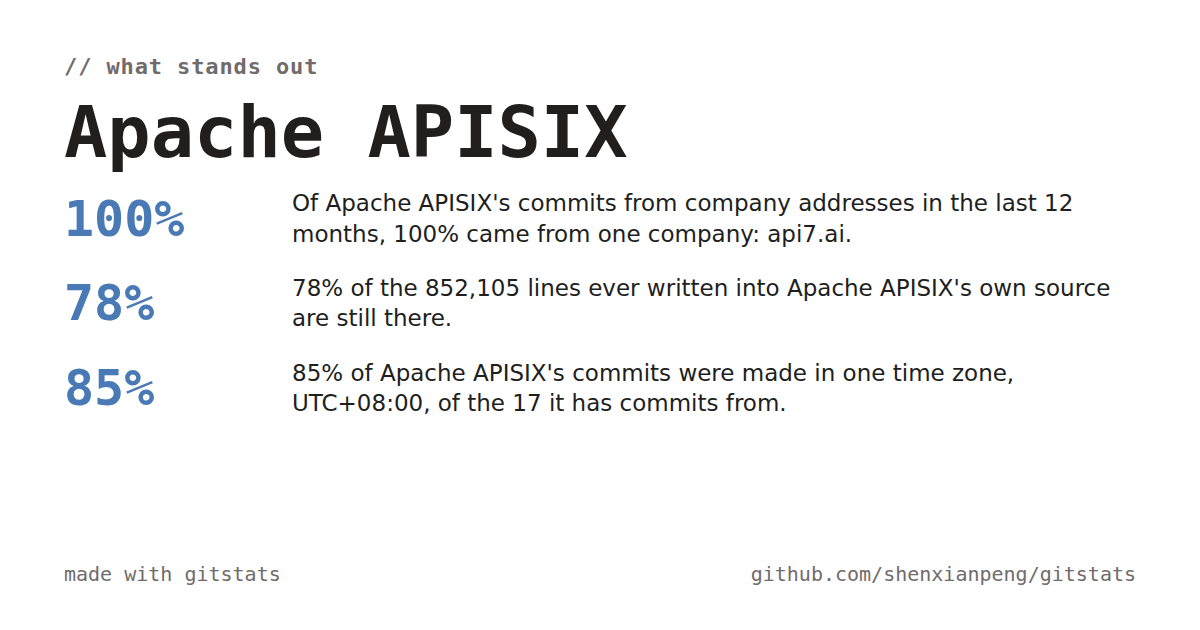 // what stands out
Apache APISIX
100%
Of Apache APISIX's commits from company addresses in the last 12
months, 100% came from one company: api7.ai.
78%
78% of the 852,105 lines ever written into Apache APISIX's own source
are still there.
85%
85% of Apache APISIX's commits were made in one time zone,
UTC+08:00, of the 17 it has commits from.
made with gitstats
github.com/shenxianpeng/gitstats